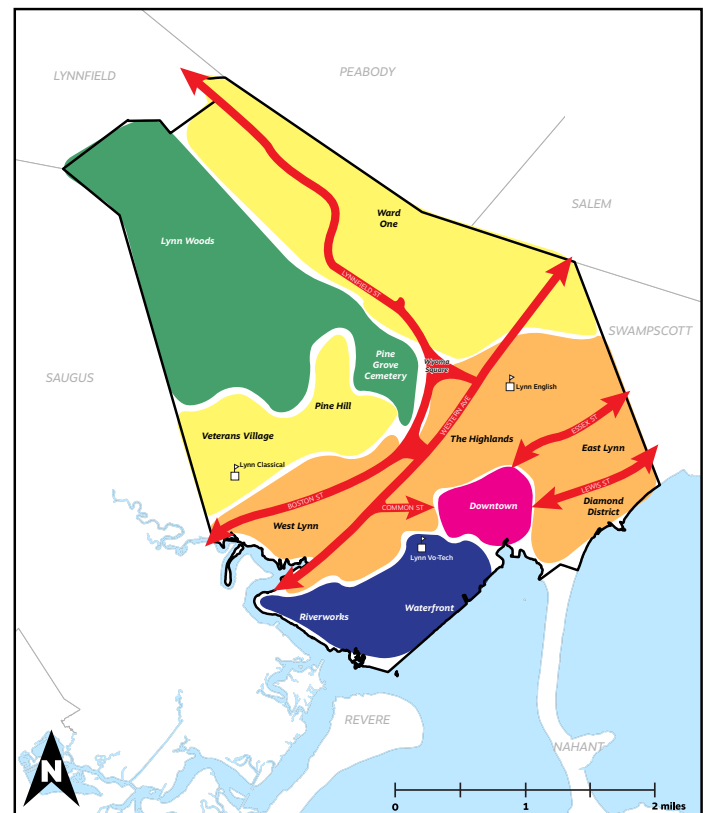 PEABODY
LYNNFIELD
SALEM
Ward
One
Lynn Woods
LYNNFIELD ST
SWAMPSCOTT
Pine
Grove
Cemetery
Wyoma
Square
SAUGUS
Lynn English
Pine Hill
WESTERN AVE
Veterans Village
The Highlands
ESSEX ST
East Lynn
Lynn Classical
LEWIS ST
BOSTON ST
COMMON ST
Downtown
Diamond
District
West Lynn
Lynn Vo-Tech
Waterfront
Riverworks
REVERE
NAHANT
N
0
1
2 miles